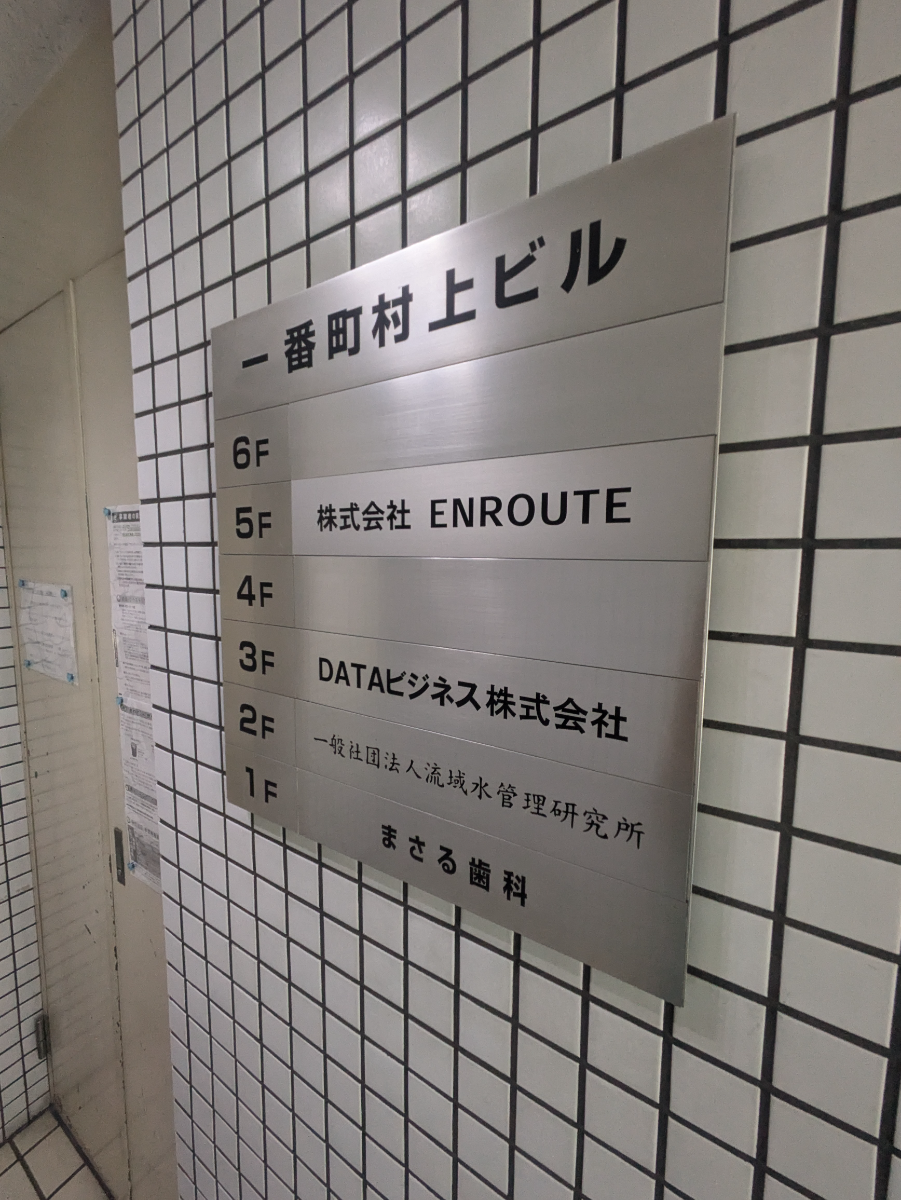 一番町村上ビル
6F
5F 株式会社 ENROUTE
4F
3F DATAビジネス株式会社
2F 一般社団法人流域水管理研究所
1F まさる歯科